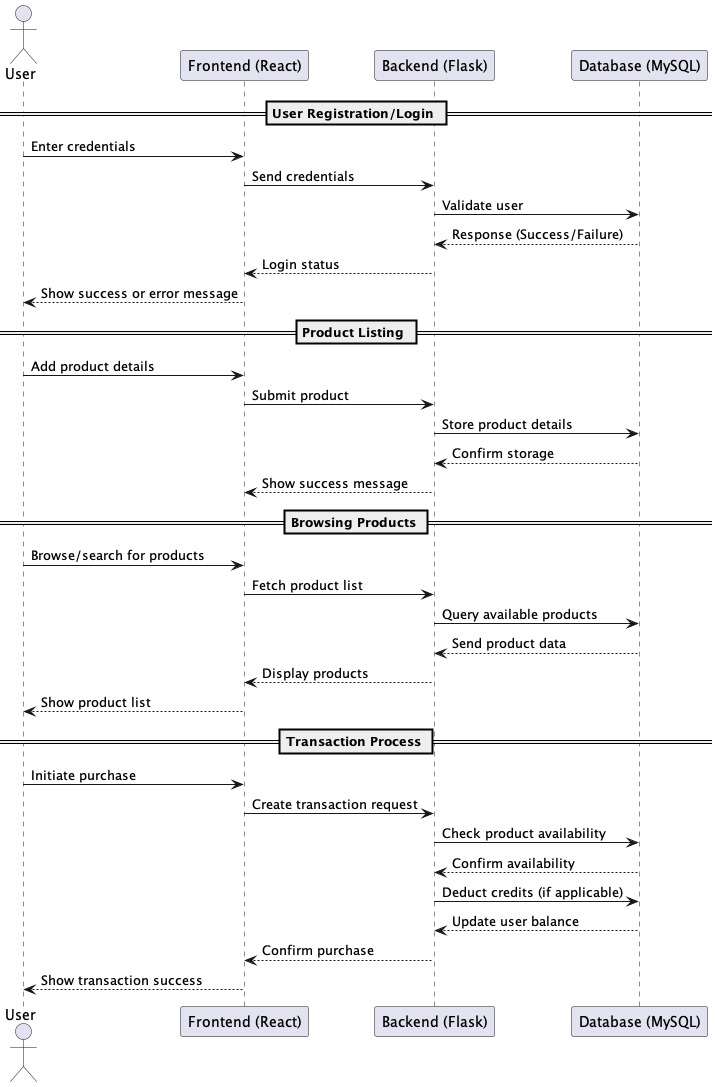 User
Frontend (React)
Backend (Flask)
Database (MySQL)
User Registration/Login
Enter credentials
Send credentials
Validate user
Response (Success/Failure)
Login status
Show success or error message
Product Listing
Add product details
Submit product
Store product details
Confirm storage
Show success message
Browsing Products
Browse/search for products
Fetch product list
Query available products
Send product data
Display products
Show product list
Transaction Process
Initiate purchase
Create transaction request
Check product availability
Confirm availability
Deduct credits (if applicable)
Update user balance
Confirm purchase
Show transaction success
User
Frontend (React)
Backend (Flask)
Database (MySQL)